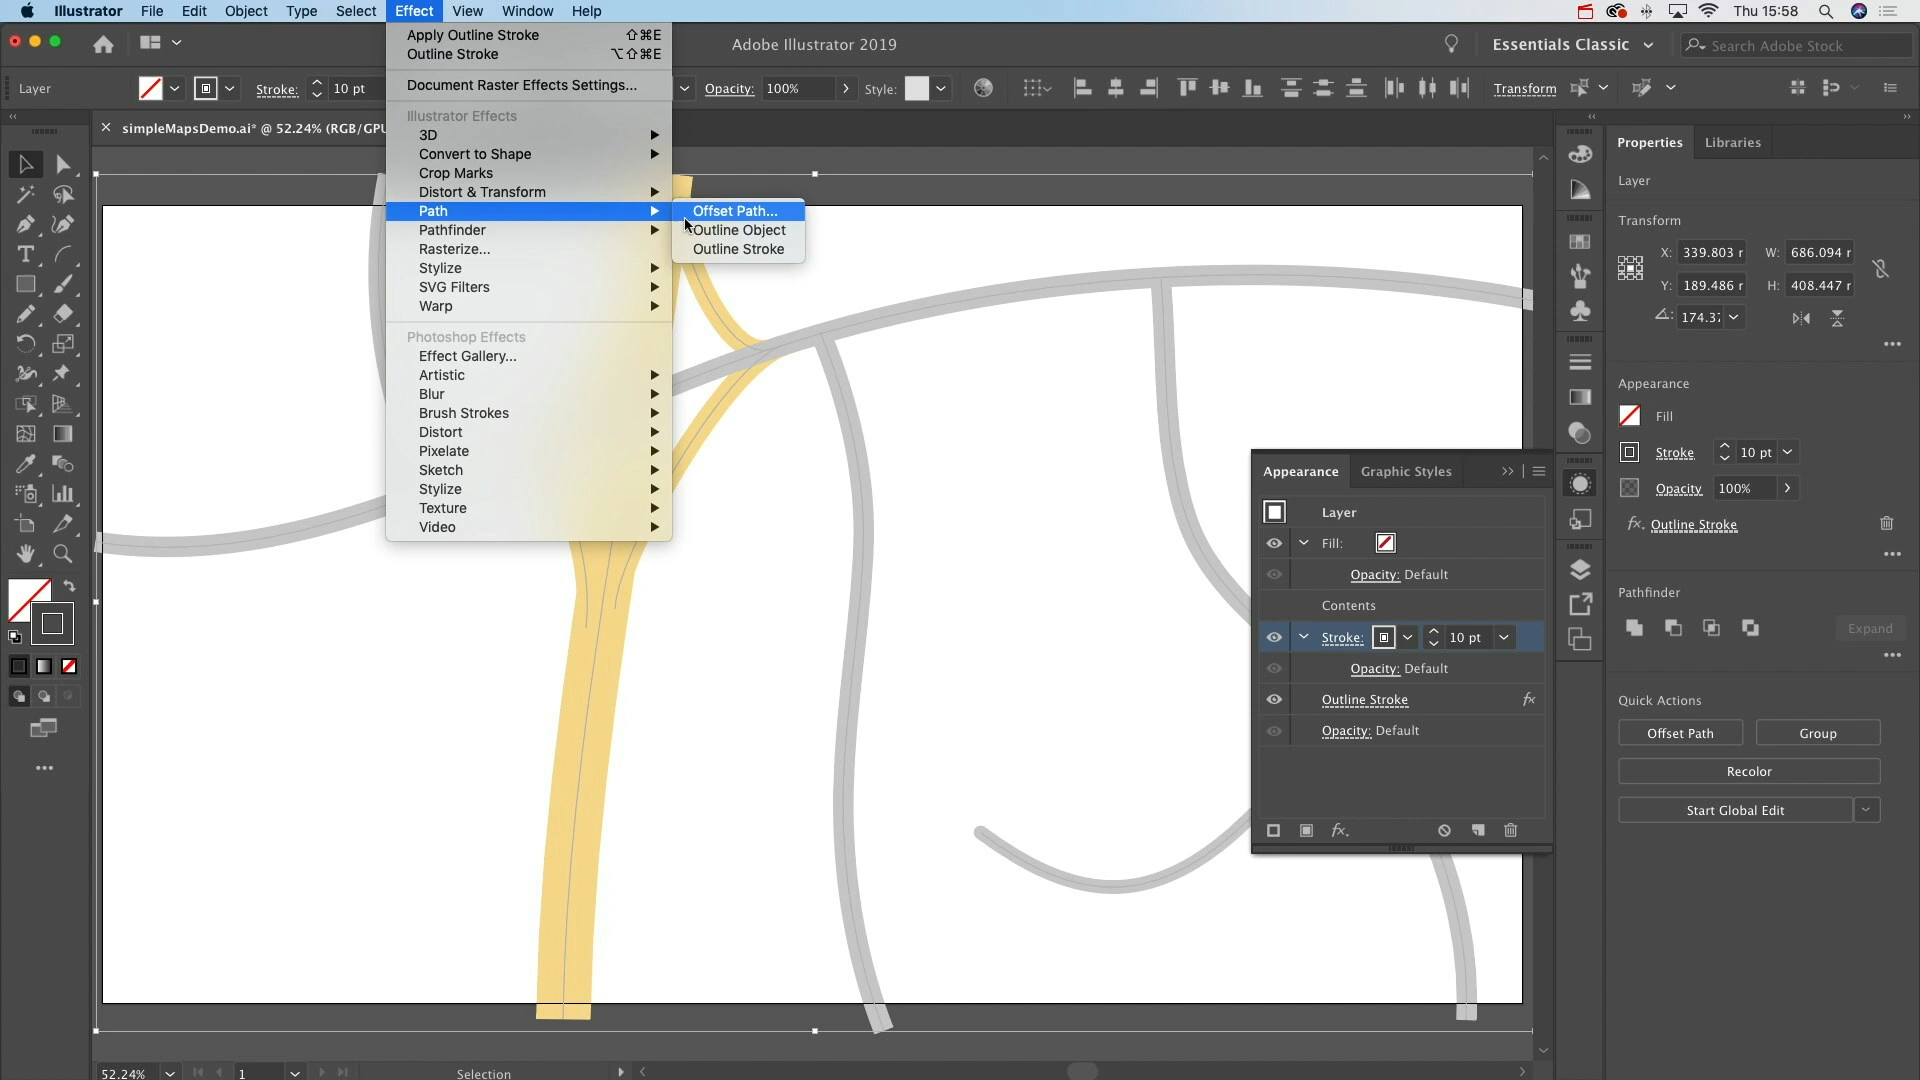 Illustrator File Edit Object Type Select Effect View Window Help Thu 15:58
Adobe Illustrator 2019 Essentials Classic Search Adobe Stock
Layer Stroke: 10 pt Opacity: 100% Style: Transform
simpleMapsDemo.ai* @ 52.24% (RGB/GPU
Apply Outline Stroke ⇧⌘E
Outline Stroke ⌥⇧⌘E
Document Raster Effects Settings...
Illustrator Effects
3D
Convert to Shape
Crop Marks
Distort & Transform
Path
Pathfinder
Rasterize...
Stylize
SVG Filters
Warp
Photoshop Effects
Effect Gallery...
Artistic
Blur
Brush Strokes
Distort
Pixelate
Sketch
Stylize
Texture
Video
Offset Path...
Outline Object
Outline Stroke
Appearance Graphic Styles
Layer
Fill:
Opacity: Default
Contents
Stroke: 10 pt
Opacity: Default
Outline Stroke fx
Opacity: Default
fx.
Properties Libraries
Layer
Transform
X: 339.803 r W: 686.094 r
Y: 189.486 r H: 408.447 r
174.3
Appearance
Fill
Stroke 10 pt
Opacity 100%
fx. Outline Stroke
Pathfinder
Expand
Quick Actions
Offset Path Group
Recolor
Start Global Edit
52.24% 1 Selection